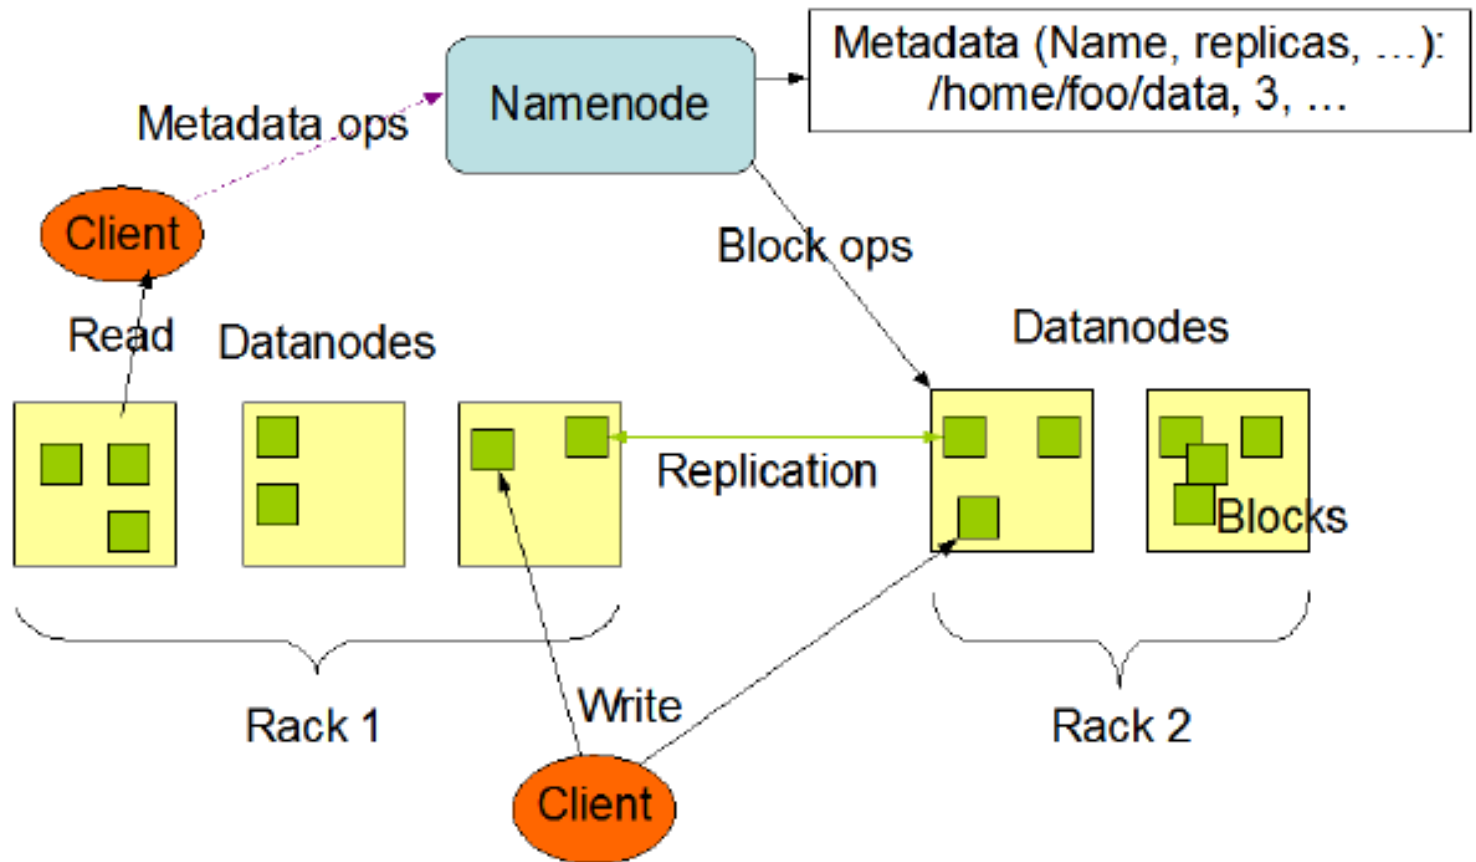 Metadata (Name, replicas, ...):
/home/foo/data, 3, ...
Namenode
Metadata ops
Client
Block ops
Read
Datanodes
Datanodes
Replication
Blocks
Write
Rack 1
Rack 2
Client